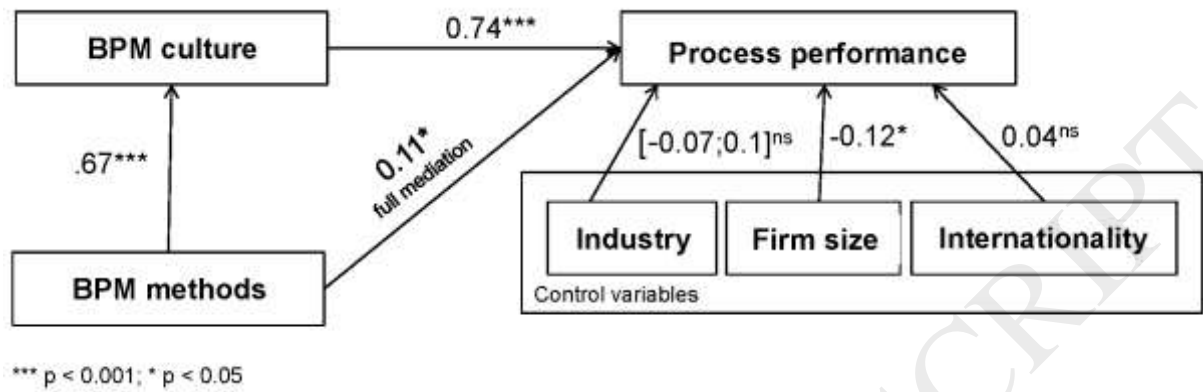 BPM culture
0.74***
Process performance
.67***
0.11*
full mediation
[-0.07;0.1]ns
-0.12*
0.04ns
Industry
Firm size
Internationality
BPM methods
Control variables
*** p < 0.001; * p < 0.05